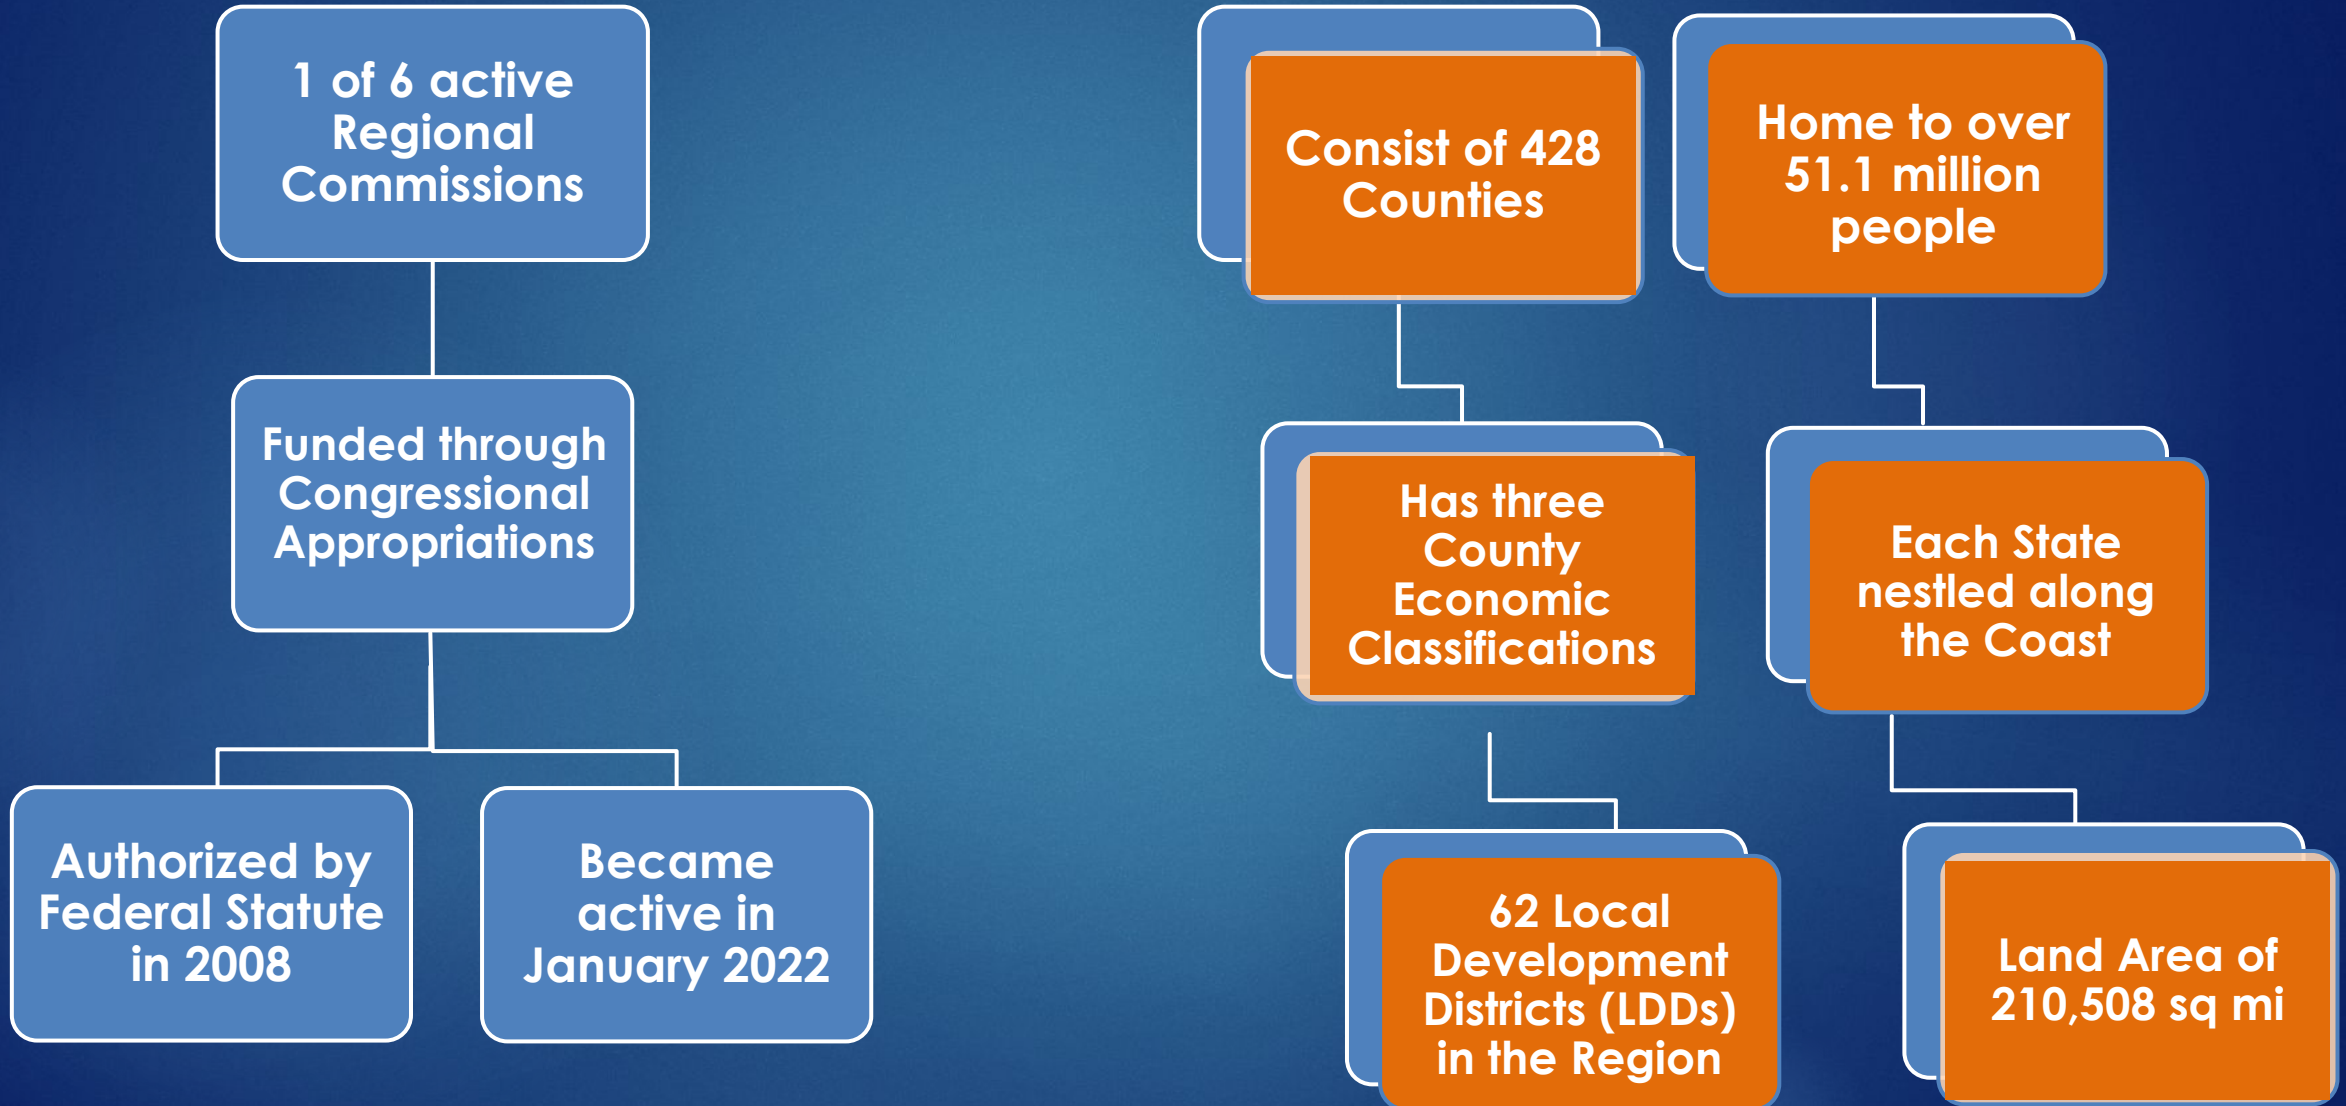 1 of 6 active
Regional
Commissions
Funded through
Congressional
Appropriations
Authorized by
Federal Statute
in 2008
Became
active in
January 2022
Consist of 428
Counties
Has three
County
Economic
Classifications
62 Local
Development
Districts (LDDs)
in the Region
Home to over
51.1 million
people
Each State
nestled along
the Coast
Land Area of
210,508 sq mi